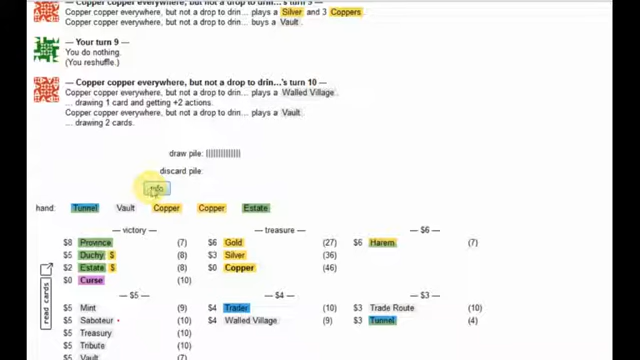 — Copper copper everywhere, but not a drop to drin...'s turn 9 —
Copper copper everywhere, but not a drop to drin... plays a Silver and 3 Coppers.
Copper copper everywhere, but not a drop to drin... buys a Vault.
— Your turn 9 —
You do nothing.
(You reshuffle.)
— Copper copper everywhere, but not a drop to drin...'s turn 10 —
Copper copper everywhere, but not a drop to drin... plays a Walled Village.
... drawing 1 card and getting +2 actions.
Copper copper everywhere, but not a drop to drin... plays a Vault.
... drawing 2 cards.
draw pile:
discard pile:
info
hand: Tunnel Vault Copper Copper Estate
— victory — — treasure — — $6 —
$8 Province (7) $6 Gold (27) $6 Harem (7)
$5 Duchy $ (8) $3 Silver (36)
$2 Estate $ (8) $0 Copper (46)
$0 Curse (10)
— $5 — — $4 — — $3 —
$5 Mint (9) $4 Trader (10) $3 Trade Route (10)
$5 Saboteur (10) $4 Walled Village (9) $3 Tunnel (4)
$5 Treasury (10)
$5 Tribute (10)
$5 Vault (7)
read cards